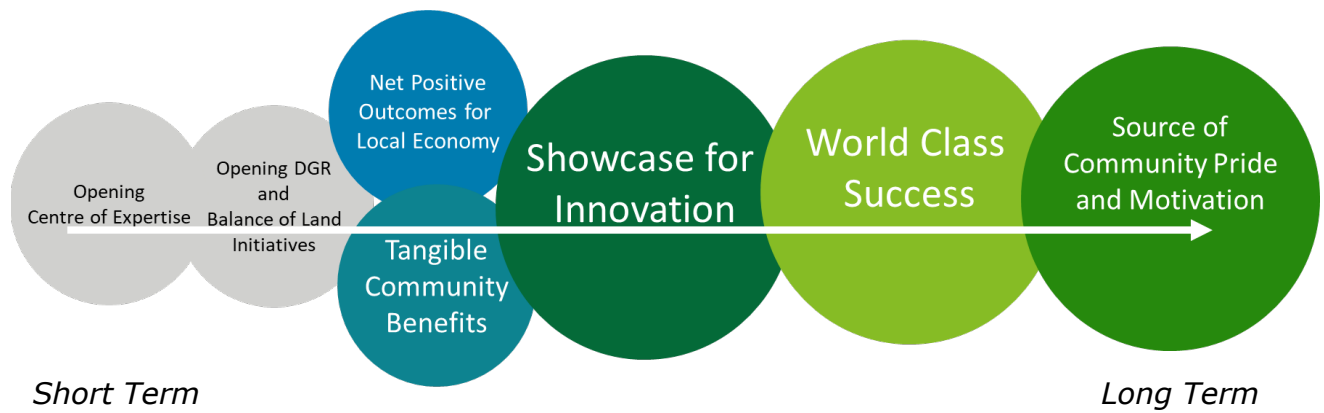 Opening
Centre of Expertise
Opening DGR
and
Balance of Land
Initiatives
Net Positive
Outcomes for
Local Economy
Tangible
Community
Benefits
Showcase for
Innovation
World Class
Success
Source of
Community Pride
and Motivation
Short Term
Long Term